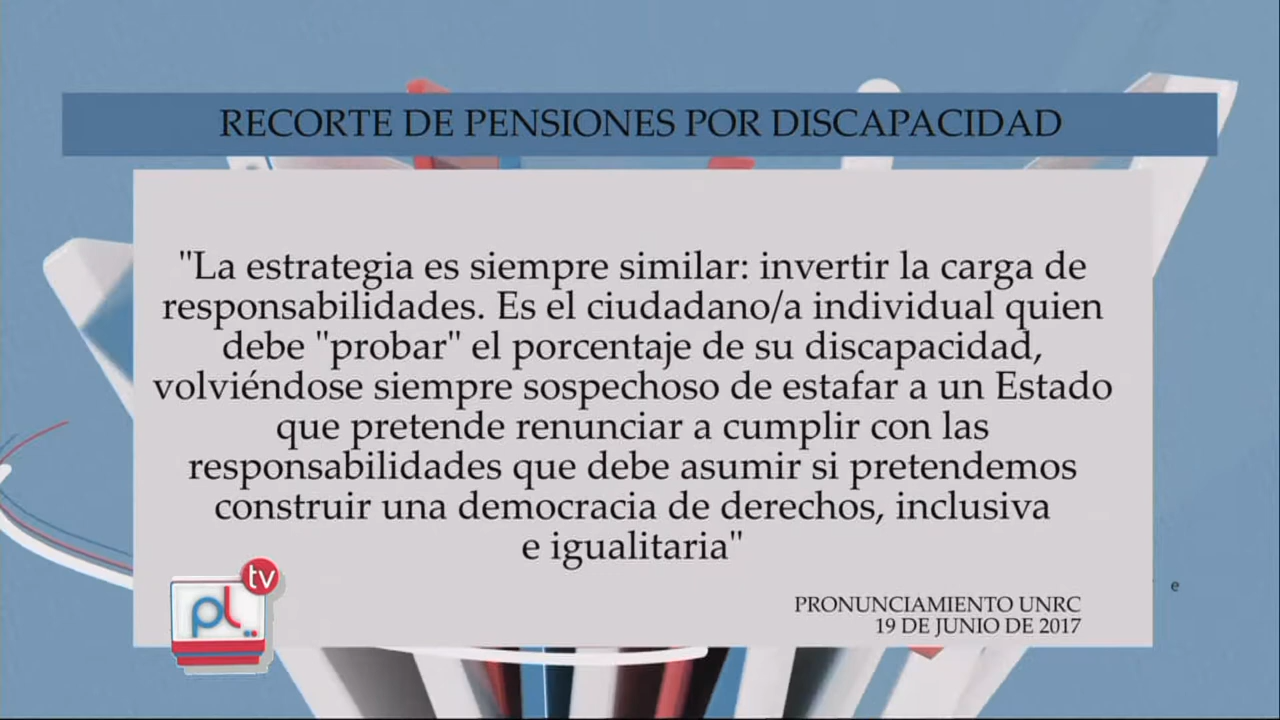 RECORTE DE PENSIONES POR DISCAPACIDAD
"La estrategia es siempre similar: invertir la carga de
responsabilidades. Es el ciudadano/a individual quien
debe "probar" el porcentaje de su discapacidad,
volviéndose siempre sospechoso de estafar a un Estado
que pretende renunciar a cumplir con las
responsabilidades que debe asumir si pretendemos
construir una democracia de derechos, inclusiva
e igualitaria"
PRONUNCIAMIENTO UNRC
19 DE JUNIO DE 2017
pl..
tv
e